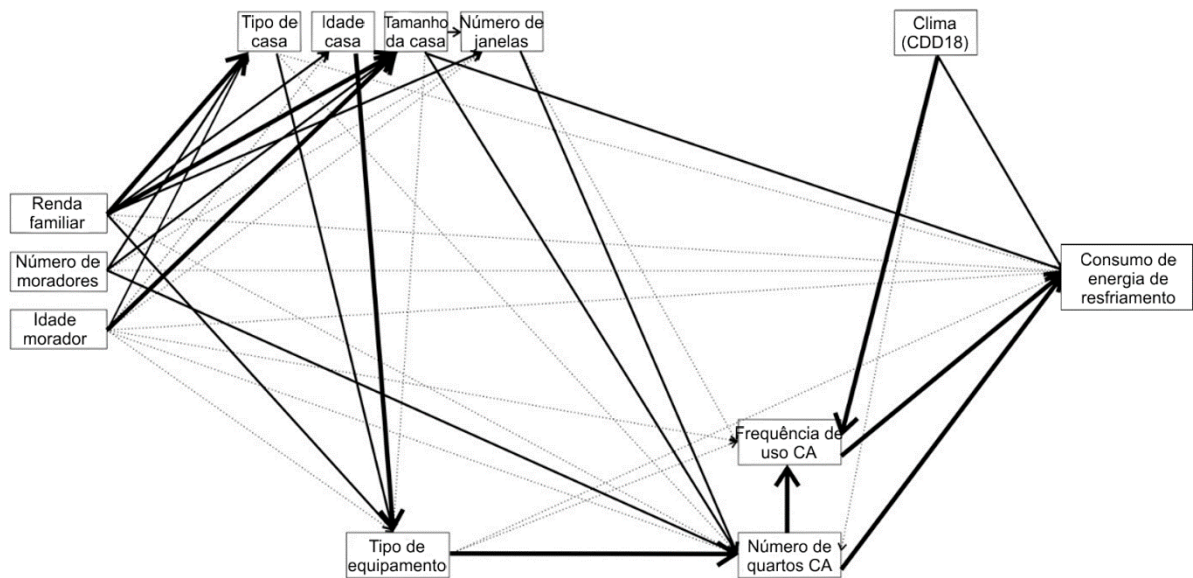 Tipo de
casa
Idade
casa
Tamanho
da casa
Número de
janelas
Clima
(CDD18)
Renda
familiar
Número de
moradores
Idade
morador
Consumo de
energia de
resfriamento
Frequência de
uso CA
Tipo de
equipamento
Número de
quartos CA